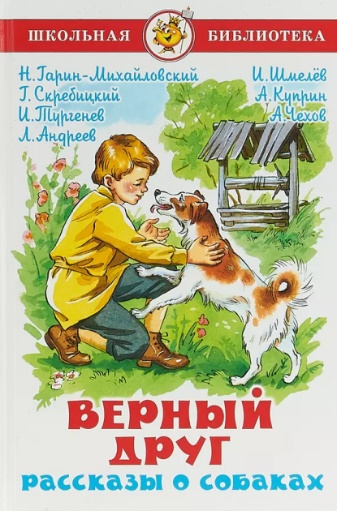 ШКОЛЬНАЯ БИБЛИОТЕКА
Н. Гарин-Михайловский
Г. Скребицкий
И. Тургенев
Л. Андреев
И. Шмелёв
А. Куприн
А. Чехов
ВЕРНЫЙ
ДРУГ
РАССКАЗЫ О СОБАКАХ